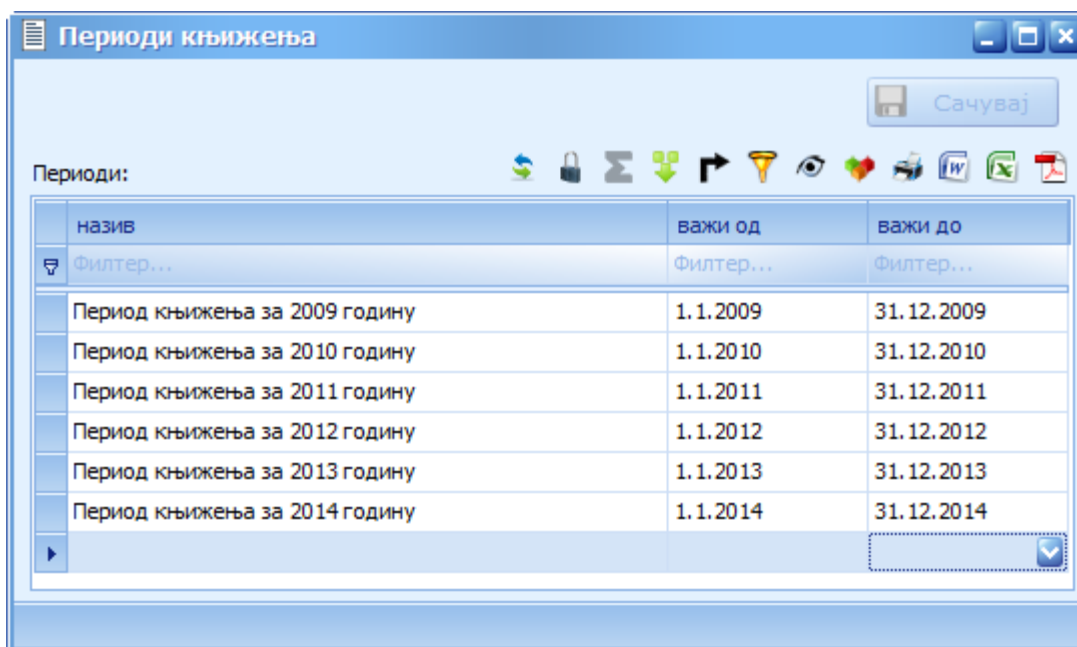 Периоди књижења
Сачувај
Периоди:
назив важи од важи до
Филтер... Филтер... Филтер...
Период књижења за 2009 годину 1.1.2009 31.12.2009
Период књижења за 2010 годину 1.1.2010 31.12.2010
Период књижења за 2011 годину 1.1.2011 31.12.2011
Период књижења за 2012 годину 1.1.2012 31.12.2012
Период књижења за 2013 годину 1.1.2013 31.12.2013
Период књижења за 2014 годину 1.1.2014 31.12.2014